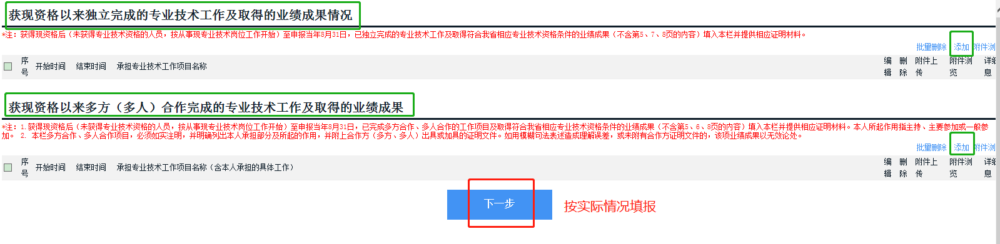 获现资格以来独立完成的专业技术工作及取得的业绩成果情况
*注：获得现资格后（未获得专业技术资格的人员，按从事现专业技术岗位工作开始）至申报当年8月31日，已独立完成的专业技术工作及取得符合我省相应专业技术资格条件的业绩成果（不含第5、7、8页的内容）填入本栏并提供相应证明材料。
批量删除 添加 附件浏
序号 开始时间 结束时间 承担专业技术工作项目名称 编辑 删除 附件上传 附件浏览 详细息
获现资格以来多方（多人）合作完成的专业技术工作及取得的业绩成果
*注：1.获得现资格后（未获得专业技术资格的人员，按从事现专业技术岗位工作开始）至申报当年8月31日，已完成多方合作、多人合作的工作项目及取得符合我省相应专业技术资格条件的业绩成果（不含第5、6、8页的内容）填入本栏并提供相应证明材料。本人所起作用指主持、主要参加或一般参
加。 2. 本栏多方合作、多人合作项目，必须如实注明，并明确列出本人承担部分及所起的作用，并附上合作方（多方、多人）出具或加具的证明文件。如用模糊句法表述造成理解误差，或未附有合作方证明文件的，该项业绩成果以无效论处。
批量删除 添加 附件浏
序号 开始时间 结束时间 承担专业技术工作项目名称（含本人承担的具体工作） 编辑 删除 附件上传 附件浏览 详细息
下一步 按实际情况填报